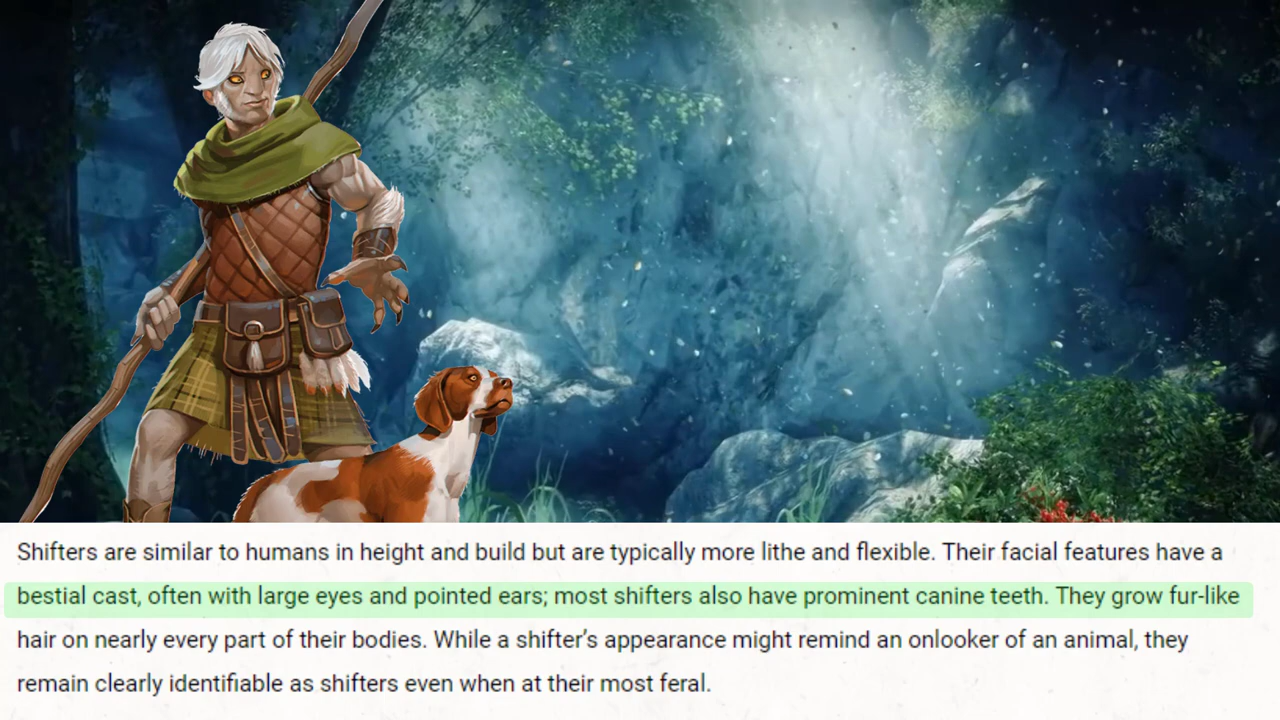 Shifters are similar to humans in height and build but are typically more lithe and flexible. Their facial features have a
bestial cast, often with large eyes and pointed ears; most shifters also have prominent canine teeth. They grow fur-like
hair on nearly every part of their bodies. While a shifter's appearance might remind an onlooker of an animal, they
remain clearly identifiable as shifters even when at their most feral.